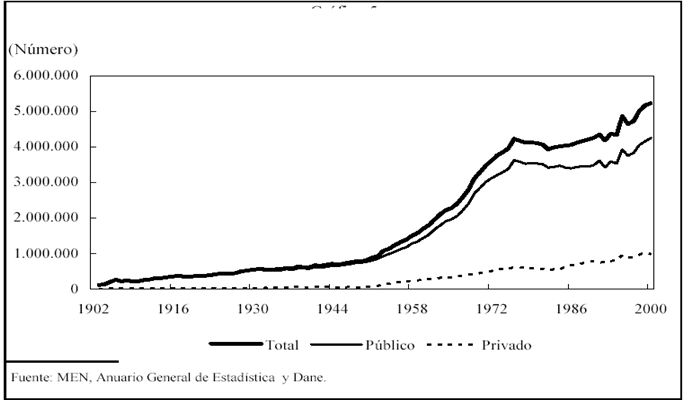 (Número)
6.000.000
5.000.000
4.000.000
3.000.000
2.000.000
1.000.000
0
1902 1916 1930 1944 1958 1972 1986 2000
Total Público Privado
Fuente: MEN, Anuario General de Estadística y Dane.